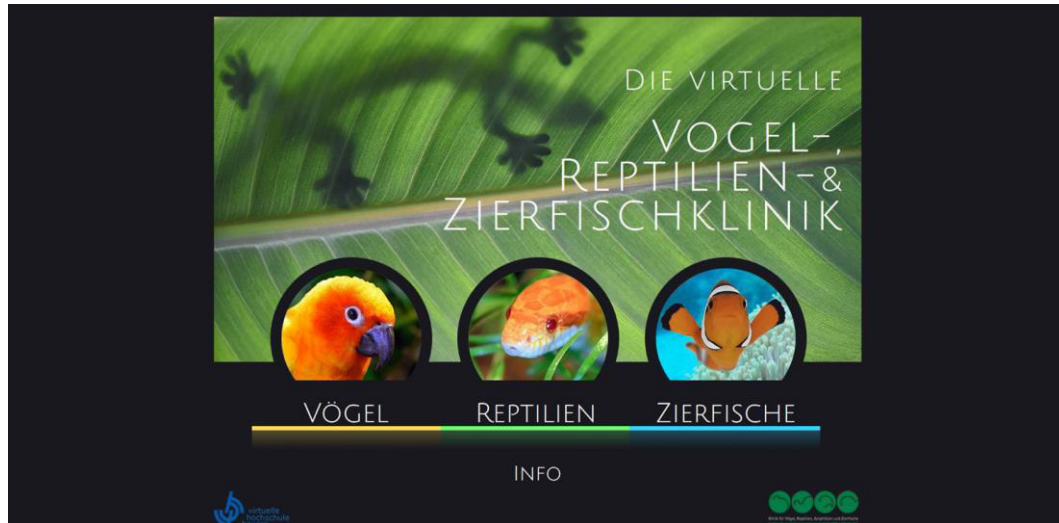 Die virtuelle
Vogel-,
Reptilien-&
Zierfischklinik
Vögel
Reptilien
Zierfische
Info
virtuelle
hochschule